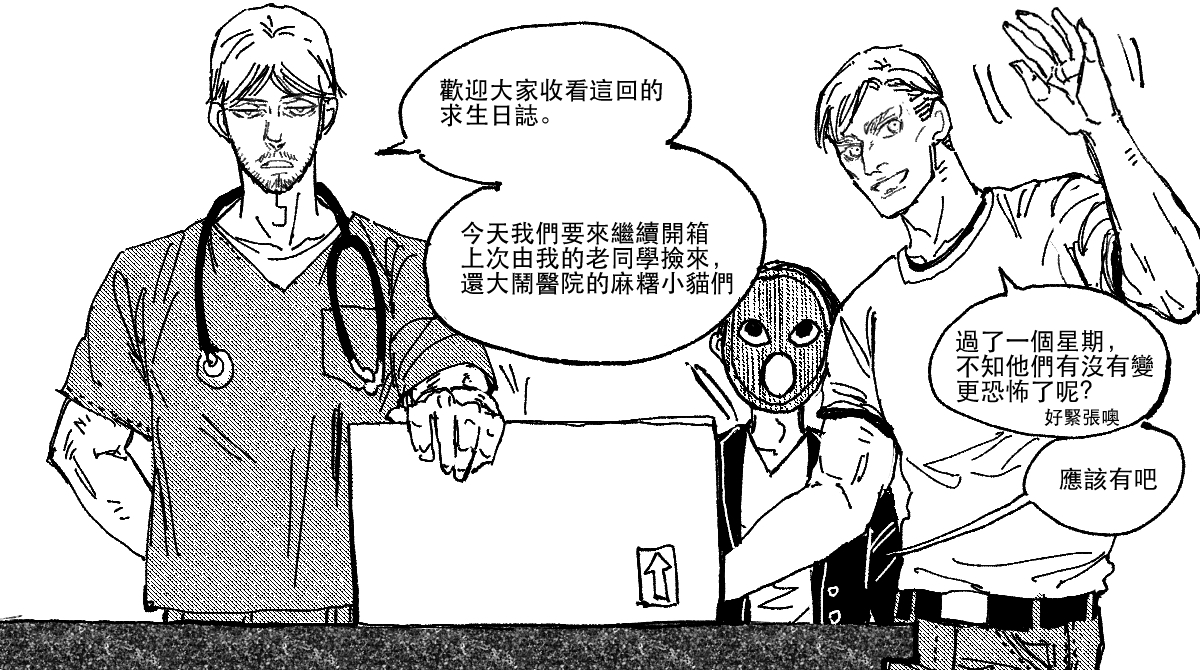 歡迎大家收看這回的
求生日誌。
今天我們要來繼續開箱
上次由我的老同學撿來,
還大鬧醫院的麻糬小貓們
過了一個星期,
不知他們有沒有變
更恐怖了呢?
好緊張噢
應該有吧